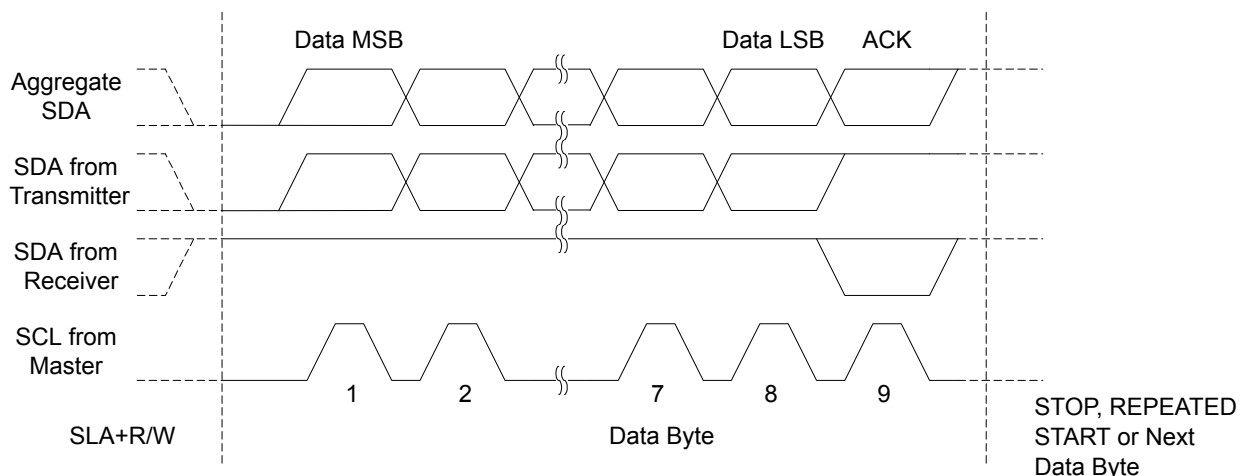 Data MSB
Data LSB
ACK
Aggregate
SDA
SDA from
Transmitter
SDA from
Receiver
SCL from
Master
1
2
7
8
9
SLA+R/W
Data Byte
STOP, REPEATED
START or Next
Data Byte